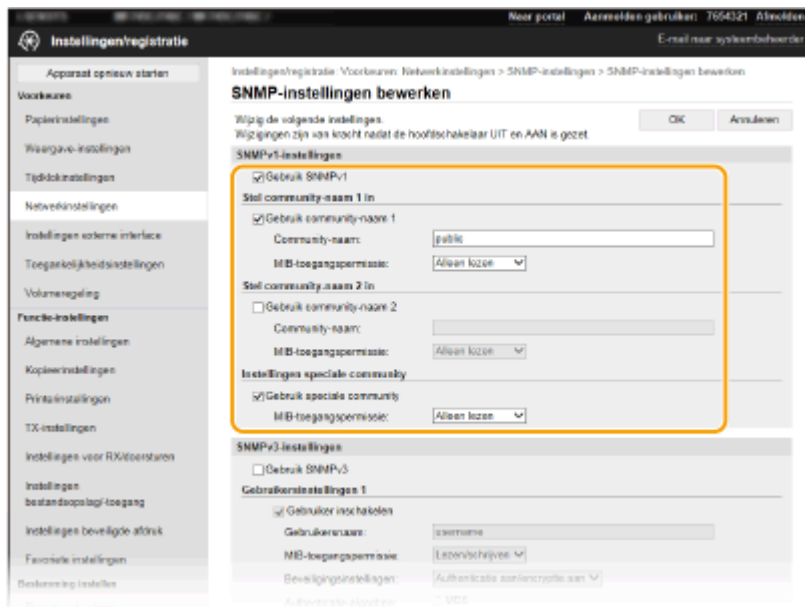 Naar portal Aanmelden gebruiker: 7654321 Afmelden
Instellingen/registratie
E-mail naar systeembeheerder
Apparaat opnieuw starten
Voorkeuren
Papierinstellingen
Weergave-instellingen
Tijdklokinstellingen
Netwerkinstellingen
Instellingen externe interface
Toegankelijkheidsinstellingen
Volumeregeling
Functie-instellingen
Algemene instellingen
Kopieerinstellingen
Printerinstellingen
TX-instellingen
Instellingen voor RX/doorsturen
Instellingen
bestandsopslag/-toegang
Instellingen beveiligde afdruk
Favoriete instellingen
Bestemming instellen
Instellingen/registratie: Voorkeuren: Netwerkinstellingen > SNMP-instellingen > SNMP-instellingen bewerken
SNMP-instellingen bewerken
Wijzig de volgende instellingen.
Wijzigingen zijn van kracht nadat de hoofdschakelaar UIT en AAN is gezet.
OK
Annuleren
SNMPv1-instellingen
Gebruik SNMPv1
Stel community-naam 1 in
Gebruik community-naam 1
Community-naam: public
MIB-toegangspermissie: Alleen lezen
Stel community-naam 2 in
Gebruik community-naam 2
Community-naam:
MIB-toegangspermissie: Alleen lezen
Instellingen speciale community
Gebruik speciale community
MIB-toegangspermissie: Alleen lezen
SNMPv3-instellingen
Gebruik SNMPv3
Gebruikersinstellingen 1
Gebruiker inschakelen
Gebruikersnaam: username
MIB-toegangspermissie: Lezen/schrijven
Beveiligingsinstellingen: Authenticatie aan/encryptie aan
MD5